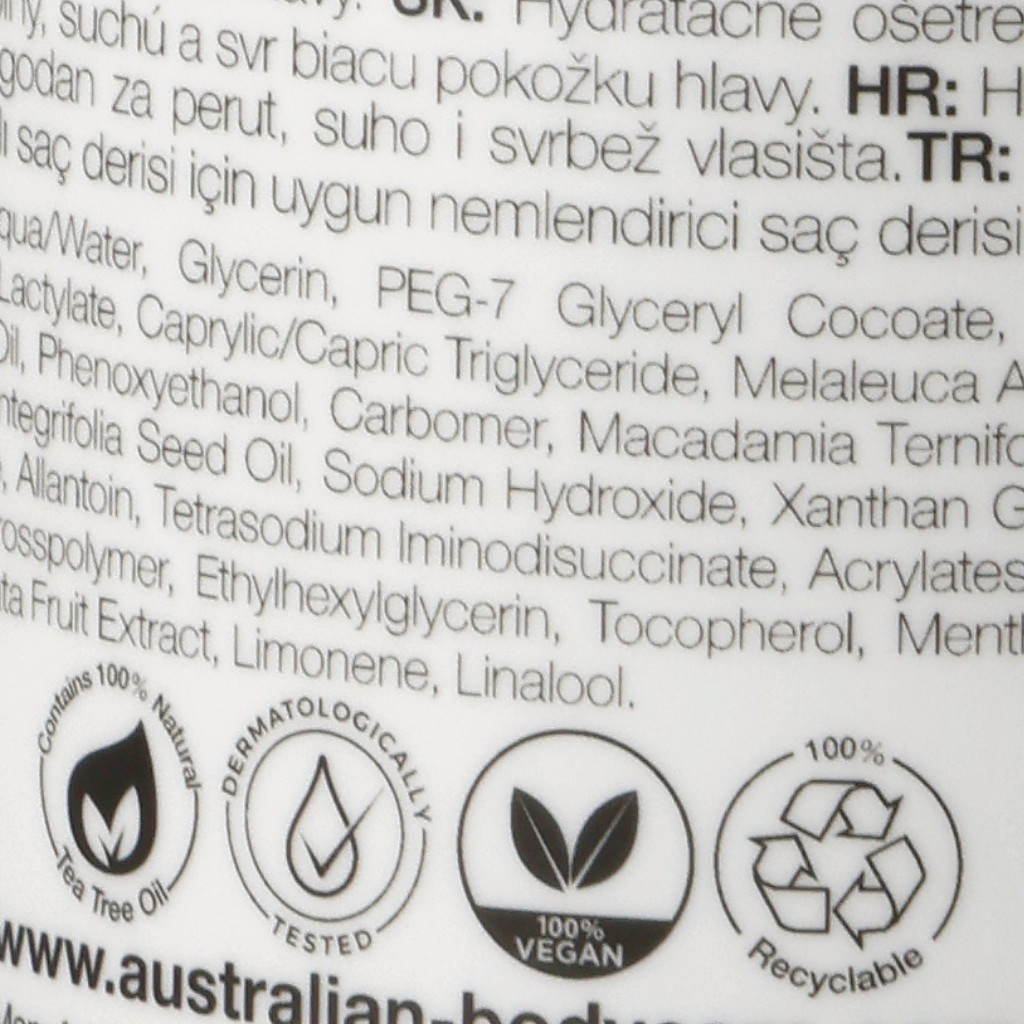 suchú a svr biacu pokožku hlavy. HR:
godan za perut, suho i svrbež vlasišta. TR:
saç derisi için uygun nemlendirici saç derisi
qua/Water, Glycerin, PEG-7 Glyceryl Cocoate,
Lactylate, Caprylic/Capric Triglyceride, Melaleuca A
Oil, Phenoxyethanol, Carbomer, Macadamia Ternifo
ntegrifolia Seed Oil, Sodium Hydroxide, Xanthan G
, Allantoin, Tetrasodium Iminodisuccinate, Acrylates
rosspolymer, Ethylhexylglycerin, Tocopherol, Menth
ta Fruit Extract, Limonene, Linalool.
Contains 100% Natural
Tea Tree Oil
DERMATOLOGICALLY
TESTED
100%
VEGAN
100%
Recyclable
www.australian-body